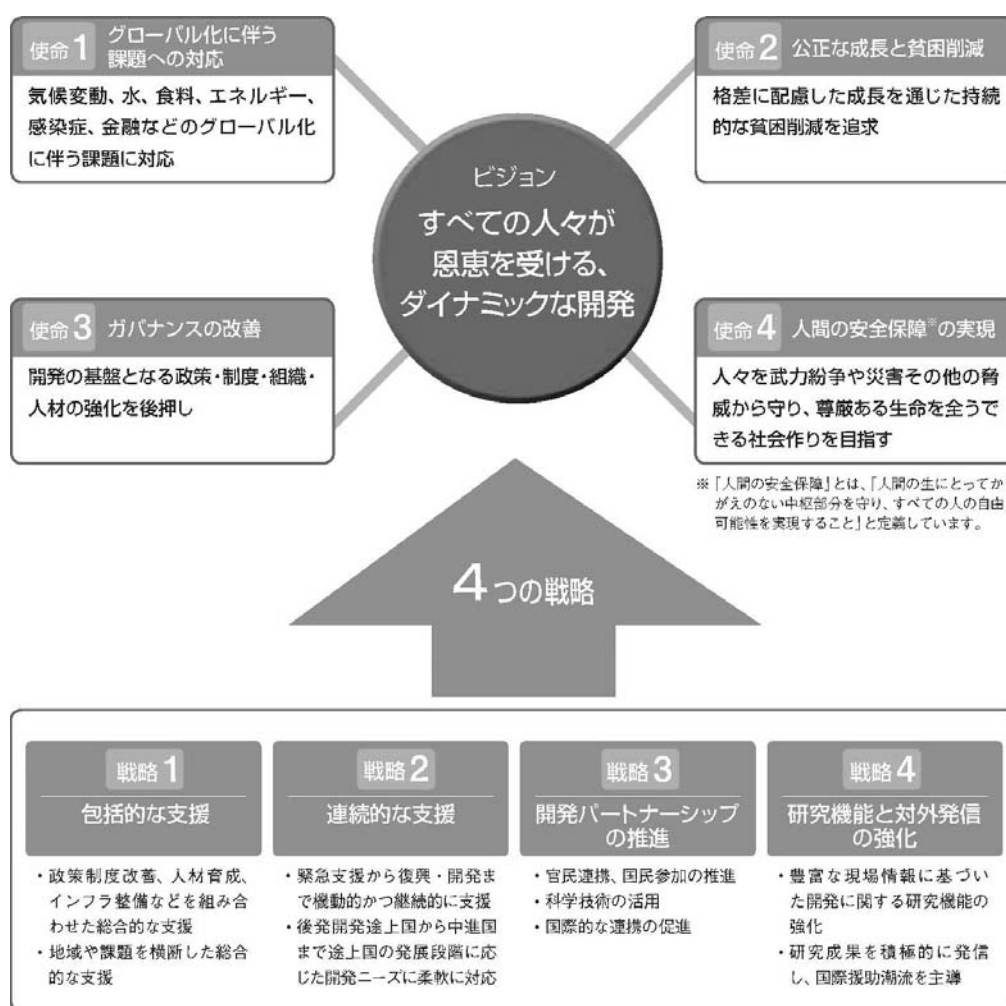 使命1 グローバル化に伴う
課題への対応
気候変動、水、食料、エネルギー、
感染症、金融などのグローバル化
に伴う課題に対応
使命2 公正な成長と貧困削減
格差に配慮した成長を通じた持続
的な貧困削減を追求
ビジョン
すべての人々が
恩恵を受ける、
ダイナミックな開発
使命3 ガバナンスの改善
開発の基盤となる政策・制度・組織・
人材の強化を後押し
使命4 人間の安全保障※の実現
人々を武力紛争や災害その他の脅
威から守り、尊厳ある生命を全うで
きる社会作りを目指す
※「人間の安全保障」とは、「人間の生にとってか
がえのない中枢部分を守り、すべての人の自由
可能性を実現すること」と定義しています。
4つの戦略
戦略1
包括的な支援
・政策制度改善、人材育成、
インフラ整備などを組み合
わせた総合的な支援
・地域や課題を横断した総合
的な支援
戦略2
連続的な支援
・緊急支援から復興・開発ま
で機動的かつ継続的に支援
・後発開発途上国から中進国
まで途上国の発展段階に応
じた開発ニーズに柔軟に対応
戦略3
開発パートナーシップ
の推進
・官民連携、国民参加の推進
・科学技術の活用
・国際的な連携の促進
戦略4
研究機能と対外発信
の強化
・豊富な現場情報に基づい
た開発に関する研究機能の
強化
・研究成果を積極的に発信
し、国際援助潮流を主導